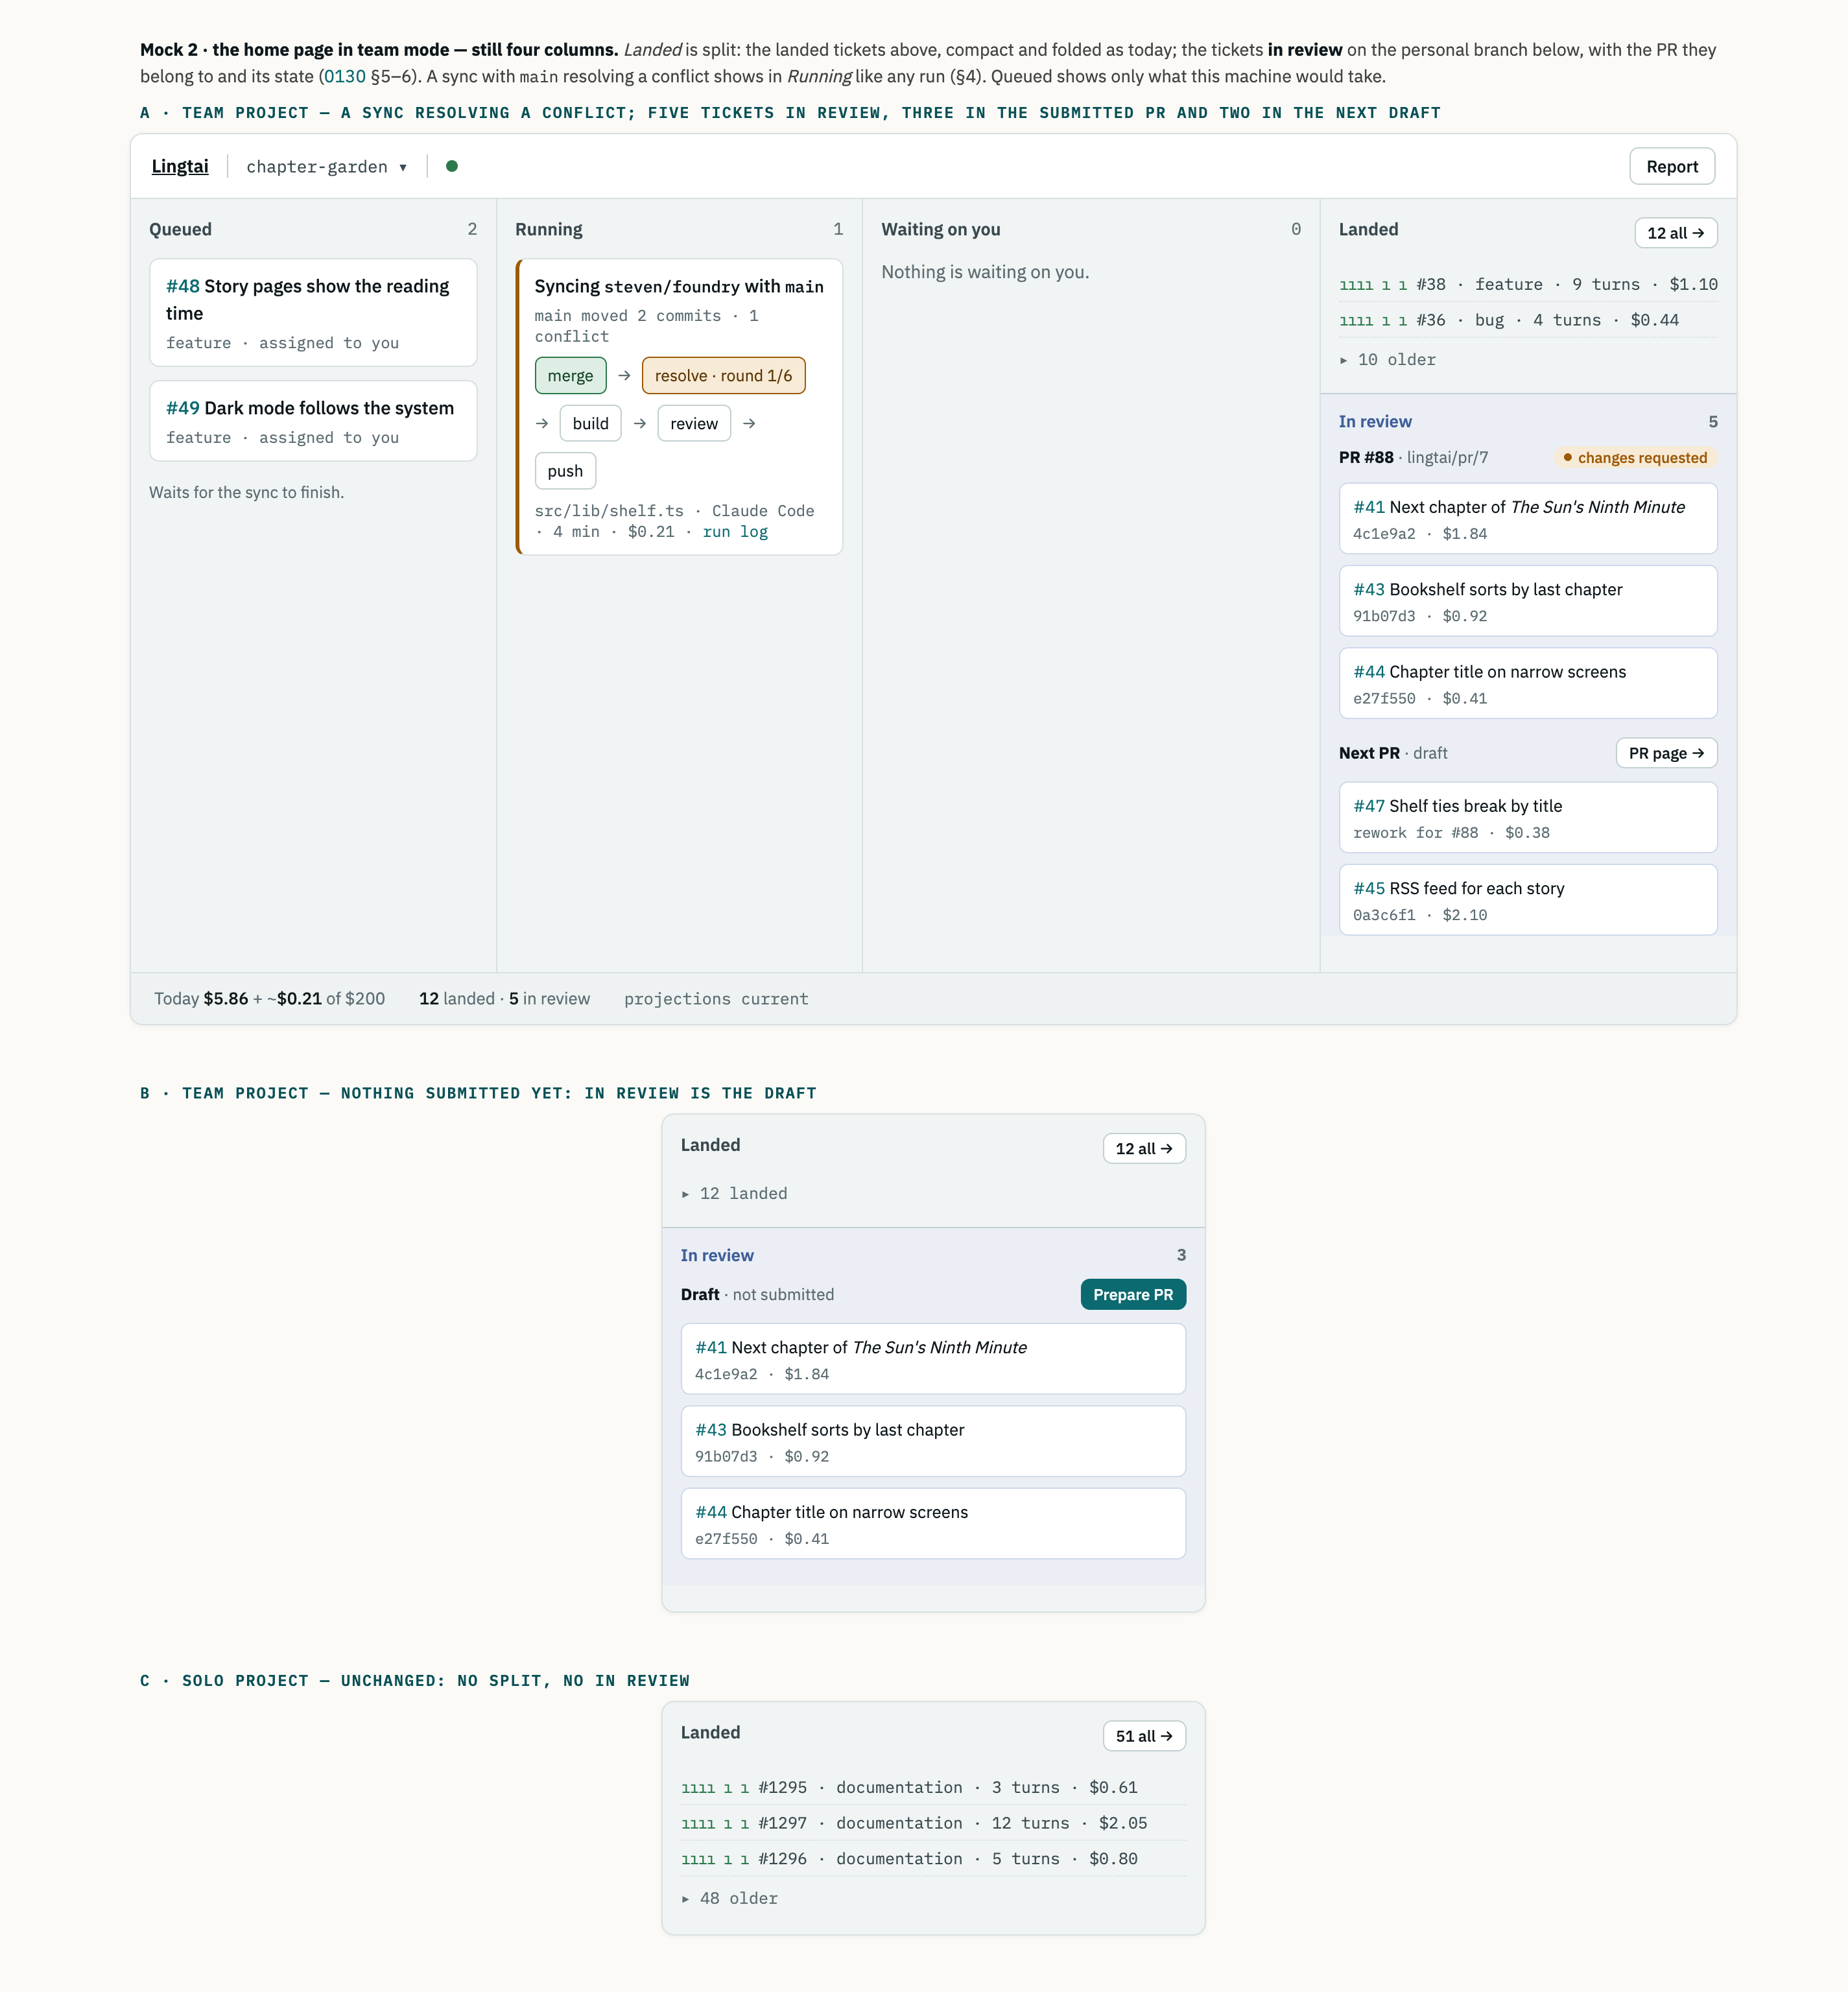 Mock 2 · the home page in team mode — still four columns. Landed is split: the landed tickets above, compact and folded as today; the tickets in review on the personal branch below, with the PR they
belong to and its state (0130 §5–6). A sync with main resolving a conflict shows in Running like any run (§4). Queued shows only what this machine would take.
A · TEAM PROJECT — A SYNC RESOLVING A CONFLICT; FIVE TICKETS IN REVIEW, THREE IN THE SUBMITTED PR AND TWO IN THE NEXT DRAFT
Lingtai
chapter-garden ▾
Report
Queued 2
#48 Story pages show the reading
time
feature · assigned to you
#49 Dark mode follows the system
feature · assigned to you
Waits for the sync to finish.
Running 1
Syncing steven/foundry with main
main moved 2 commits · 1
conflict
merge → resolve · round 1/6
→ build → review →
push
src/lib/shelf.ts · Claude Code
· 4 min · $0.21 · run log
Waiting on you 0
Nothing is waiting on you.
Landed 12 all →
#38 · feature · 9 turns · $1.10
#36 · bug · 4 turns · $0.44
▸ 10 older
In review 5
PR #88 · lingtai/pr/7 ● changes requested
#41 Next chapter of The Sun's Ninth Minute
4c1e9a2 · $1.84
#43 Bookshelf sorts by last chapter
91b07d3 · $0.92
#44 Chapter title on narrow screens
e27f550 · $0.41
Next PR · draft PR page →
#47 Shelf ties break by title
rework for #88 · $0.38
#45 RSS feed for each story
0a3c6f1 · $2.10
Today $5.86 + ~$0.21 of $200 12 landed · 5 in review projections current
B · TEAM PROJECT — NOTHING SUBMITTED YET: IN REVIEW IS THE DRAFT
Landed 12 all →
▸ 12 landed
In review 3
Draft · not submitted Prepare PR
#41 Next chapter of The Sun's Ninth Minute
4c1e9a2 · $1.84
#43 Bookshelf sorts by last chapter
91b07d3 · $0.92
#44 Chapter title on narrow screens
e27f550 · $0.41
C · SOLO PROJECT — UNCHANGED: NO SPLIT, NO IN REVIEW
Landed 51 all →
#1295 · documentation · 3 turns · $0.61
#1297 · documentation · 12 turns · $2.05
#1296 · documentation · 5 turns · $0.80
▸ 48 older